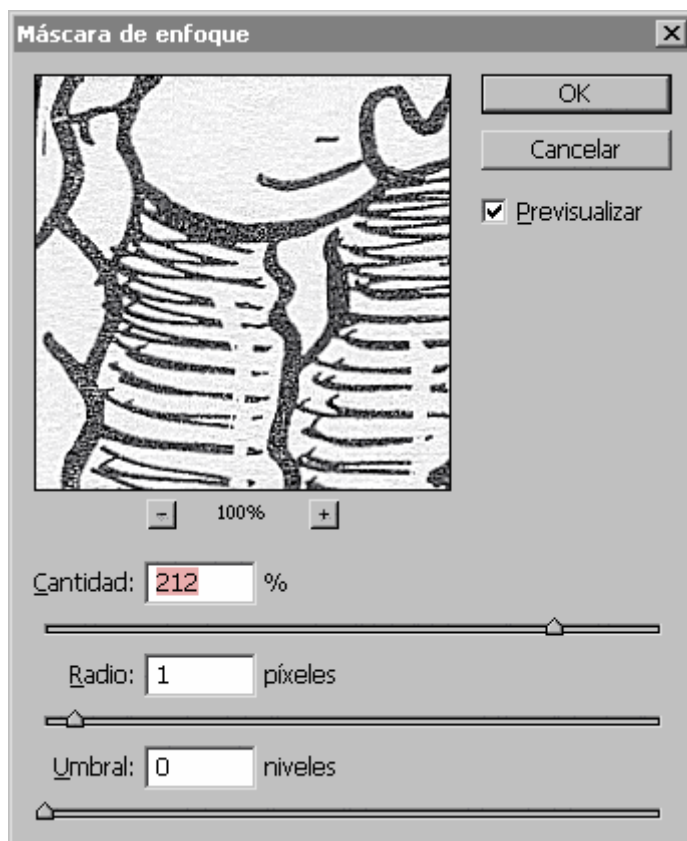 Máscara de enfoque
OK
Cancelar
Previsualizar
- 100% +
Cantidad: 212 %
Radio: 1 píxeles
Umbral: 0 niveles